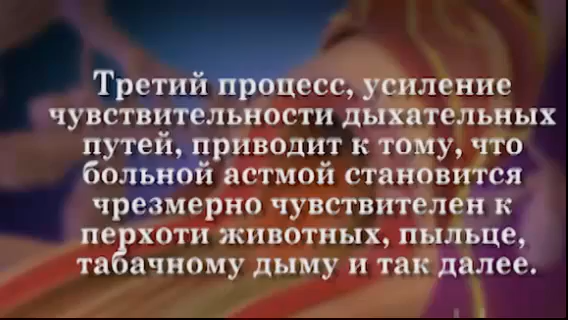 Третий процесс, усиление
чувствительности дыхательных
путей, приводит к тому, что
больной астмой становится
чрезмерно чувствителен к
перхоти животных, пыльце,
табачному дыму и так далее.